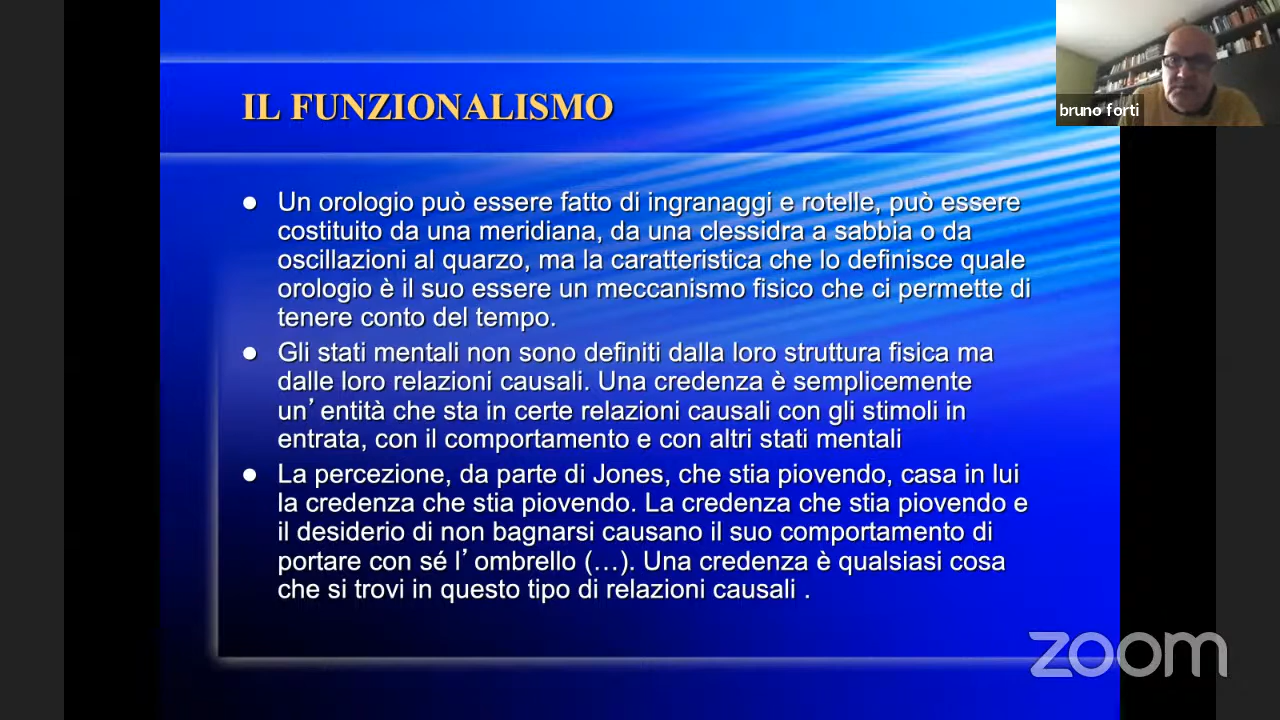 IL FUNZIONALISMO
bruno forti
● Un orologio può essere fatto di ingranaggi e rotelle, può essere
costituito da una meridiana, da una clessidra a sabbia o da
oscillazioni al quarzo, ma la caratteristica che lo definisce quale
orologio è il suo essere un meccanismo fisico che ci permette di
tenere conto del tempo.
● Gli stati mentali non sono definiti dalla loro struttura fisica ma
dalle loro relazioni causali. Una credenza è semplicemente
un’ entità che sta in certe relazioni causali con gli stimoli in
entrata, con il comportamento e con altri stati mentali
● La percezione, da parte di Jones, che stia piovendo, casa in lui
la credenza che stia piovendo. La credenza che stia piovendo e
il desiderio di non bagnarsi causano il suo comportamento di
portare con sé l’ ombrello (…). Una credenza è qualsiasi cosa
che si trovi in questo tipo di relazioni causali .
zoom